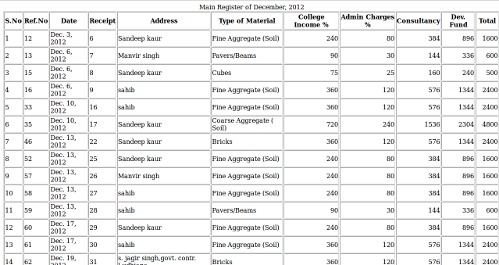 Main Register of December, 2012
S.No Ref.No Date Receipt Address Type of Material College Income % Admin Charges % Consultancy Dev. Fund Total
1 12 Dec. 3, 2012 6 Sandeep kaur Fine Aggregate (Soil) 240 80 384 896 1600
2 13 Dec. 6, 2012 7 Manvir singh Pavers/Beams 90 30 144 336 600
3 15 Dec. 6, 2012 8 Sandeep kaur Cubes 75 25 160 240 500
4 16 Dec. 6, 2012 9 sahib Fine Aggregate (Soil) 360 120 576 1344 2400
5 33 Dec. 10, 2012 16 sahib Fine Aggregate (Soil) 360 120 576 1344 2400
6 35 Dec. 10, 2012 17 Sandeep kaur Coarse Aggregate ( Soil) 720 240 1536 2304 4800
7 46 Dec. 13, 2012 22 Sandeep kaur Bricks 360 120 576 1344 2400
8 52 Dec. 13, 2012 25 Sandeep kaur Fine Aggregate (Soil) 240 80 384 896 1600
9 57 Dec. 13, 2012 26 Manvir singh Fine Aggregate (Soil) 240 80 384 896 1600
10 58 Dec. 13, 2012 27 sahib Fine Aggregate (Soil) 240 80 384 896 1600
11 59 Dec. 13, 2012 28 sahib Pavers/Beams 90 30 144 336 600
12 60 Dec. 17, 2012 29 Sandeep kaur Fine Aggregate (Soil) 240 80 384 896 1600
13 61 Dec. 17, 2012 30 sahib Fine Aggregate (Soil) 360 120 576 1344 2400
14 62 Dec. 19, 2012 31 s. jagir singh,govt. contr. Bricks 360 120 576 1344 2400